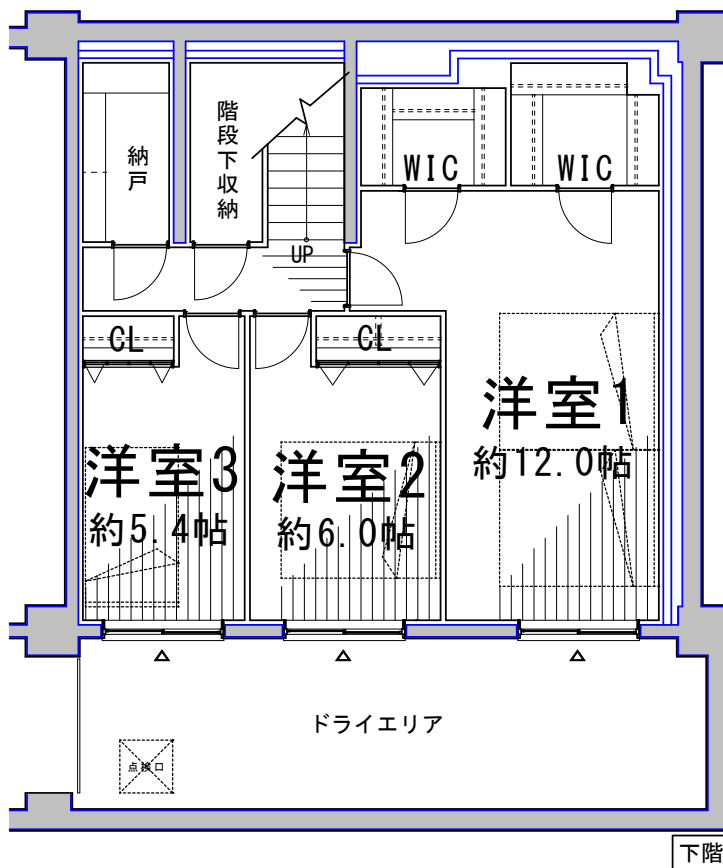 納戸
階段下収納
WIC
WIC
UP
CL
CL
洋室1
約12.0帖
洋室3
約5.4帖
洋室2
約6.0帖
ドライエリア
点検口
下階